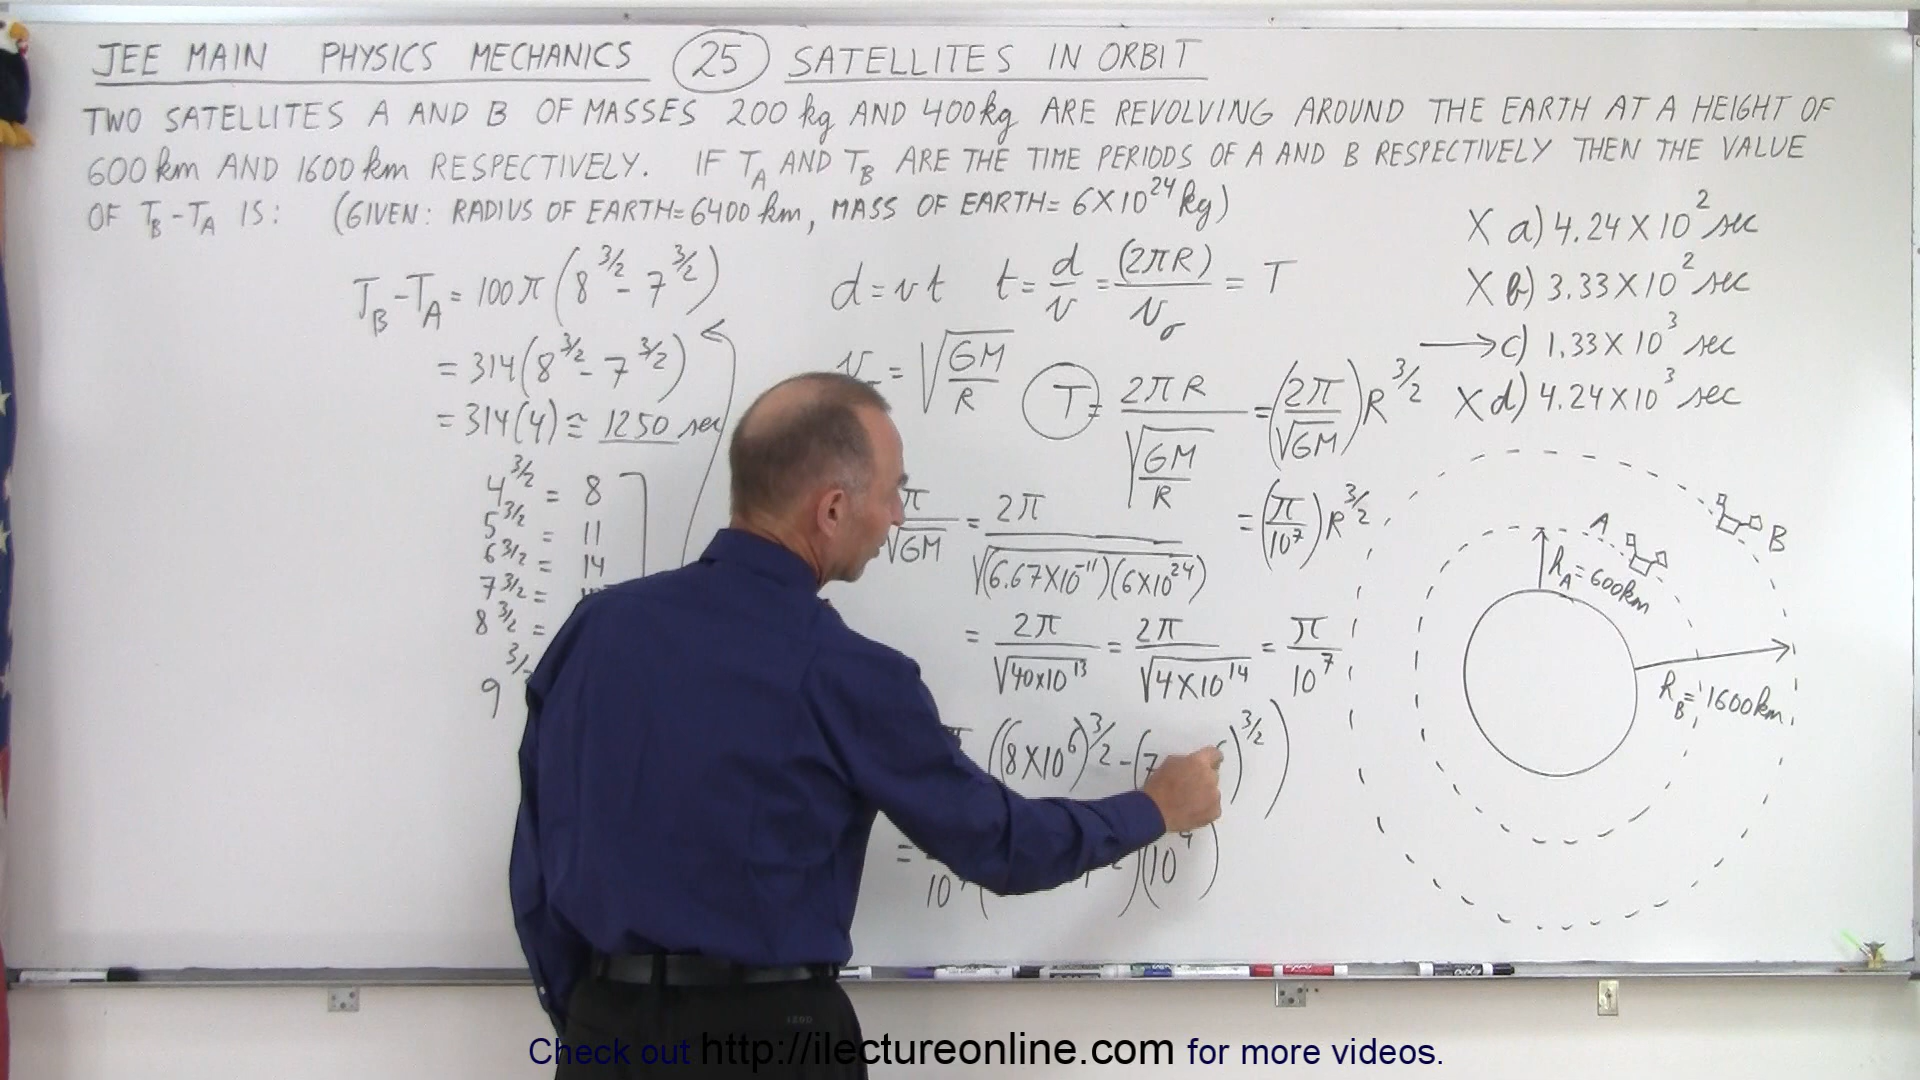 JEE MAIN PHYSICS MECHANICS 25 SATELLITES IN ORBIT
TWO SATELLITES A AND B OF MASSES 200 kg AND 400 kg ARE REVOLVING AROUND THE EARTH AT A HEIGHT OF
600 km AND 1600 km RESPECTIVELY. IF T_A AND T_B ARE THE TIME PERIODS OF A AND B RESPECTIVELY THEN THE VALUE
OF T_B - T_A IS: (GIVEN: RADIUS OF EARTH = 6400 km, MASS OF EARTH = 6 X 10^24 kg)
X a) 4.24 X 10^2 sec
X b) 3.33 X 10^2 sec
→ c) 1.33 X 10^3 sec
X d) 4.24 X 10^3 sec
T_B - T_A = 100 π (8^3/2 - 7^3/2)
= 314 (8^3/2 - 7^3/2)
= 314 (4) ≅ 1250 sec
4^3/2 = 8
5^3/2 = 11
6^3/2 = 14
7^3/2 =
8^3/2 =
9
d = vt t = d/v = (2πR)/v_o = T
= √(GM/R) T = 2πR/√(GM/R) = (2π/√GM) R^3/2
= (π/10^7) R^3/2
π/√GM = 2π/√((6.67 X 10^-11)(6 X 10^24))
= 2π/√(40 X 10^13) = 2π/√(4 X 10^14) = π/10^7
((8 X 10^6)^3/2 - (7 )^3/2)
= 10 ( )(10^9)
A
B
h_A = 600 km
h_B = 1600 km
Check out http://ilectureonline.com for more videos.